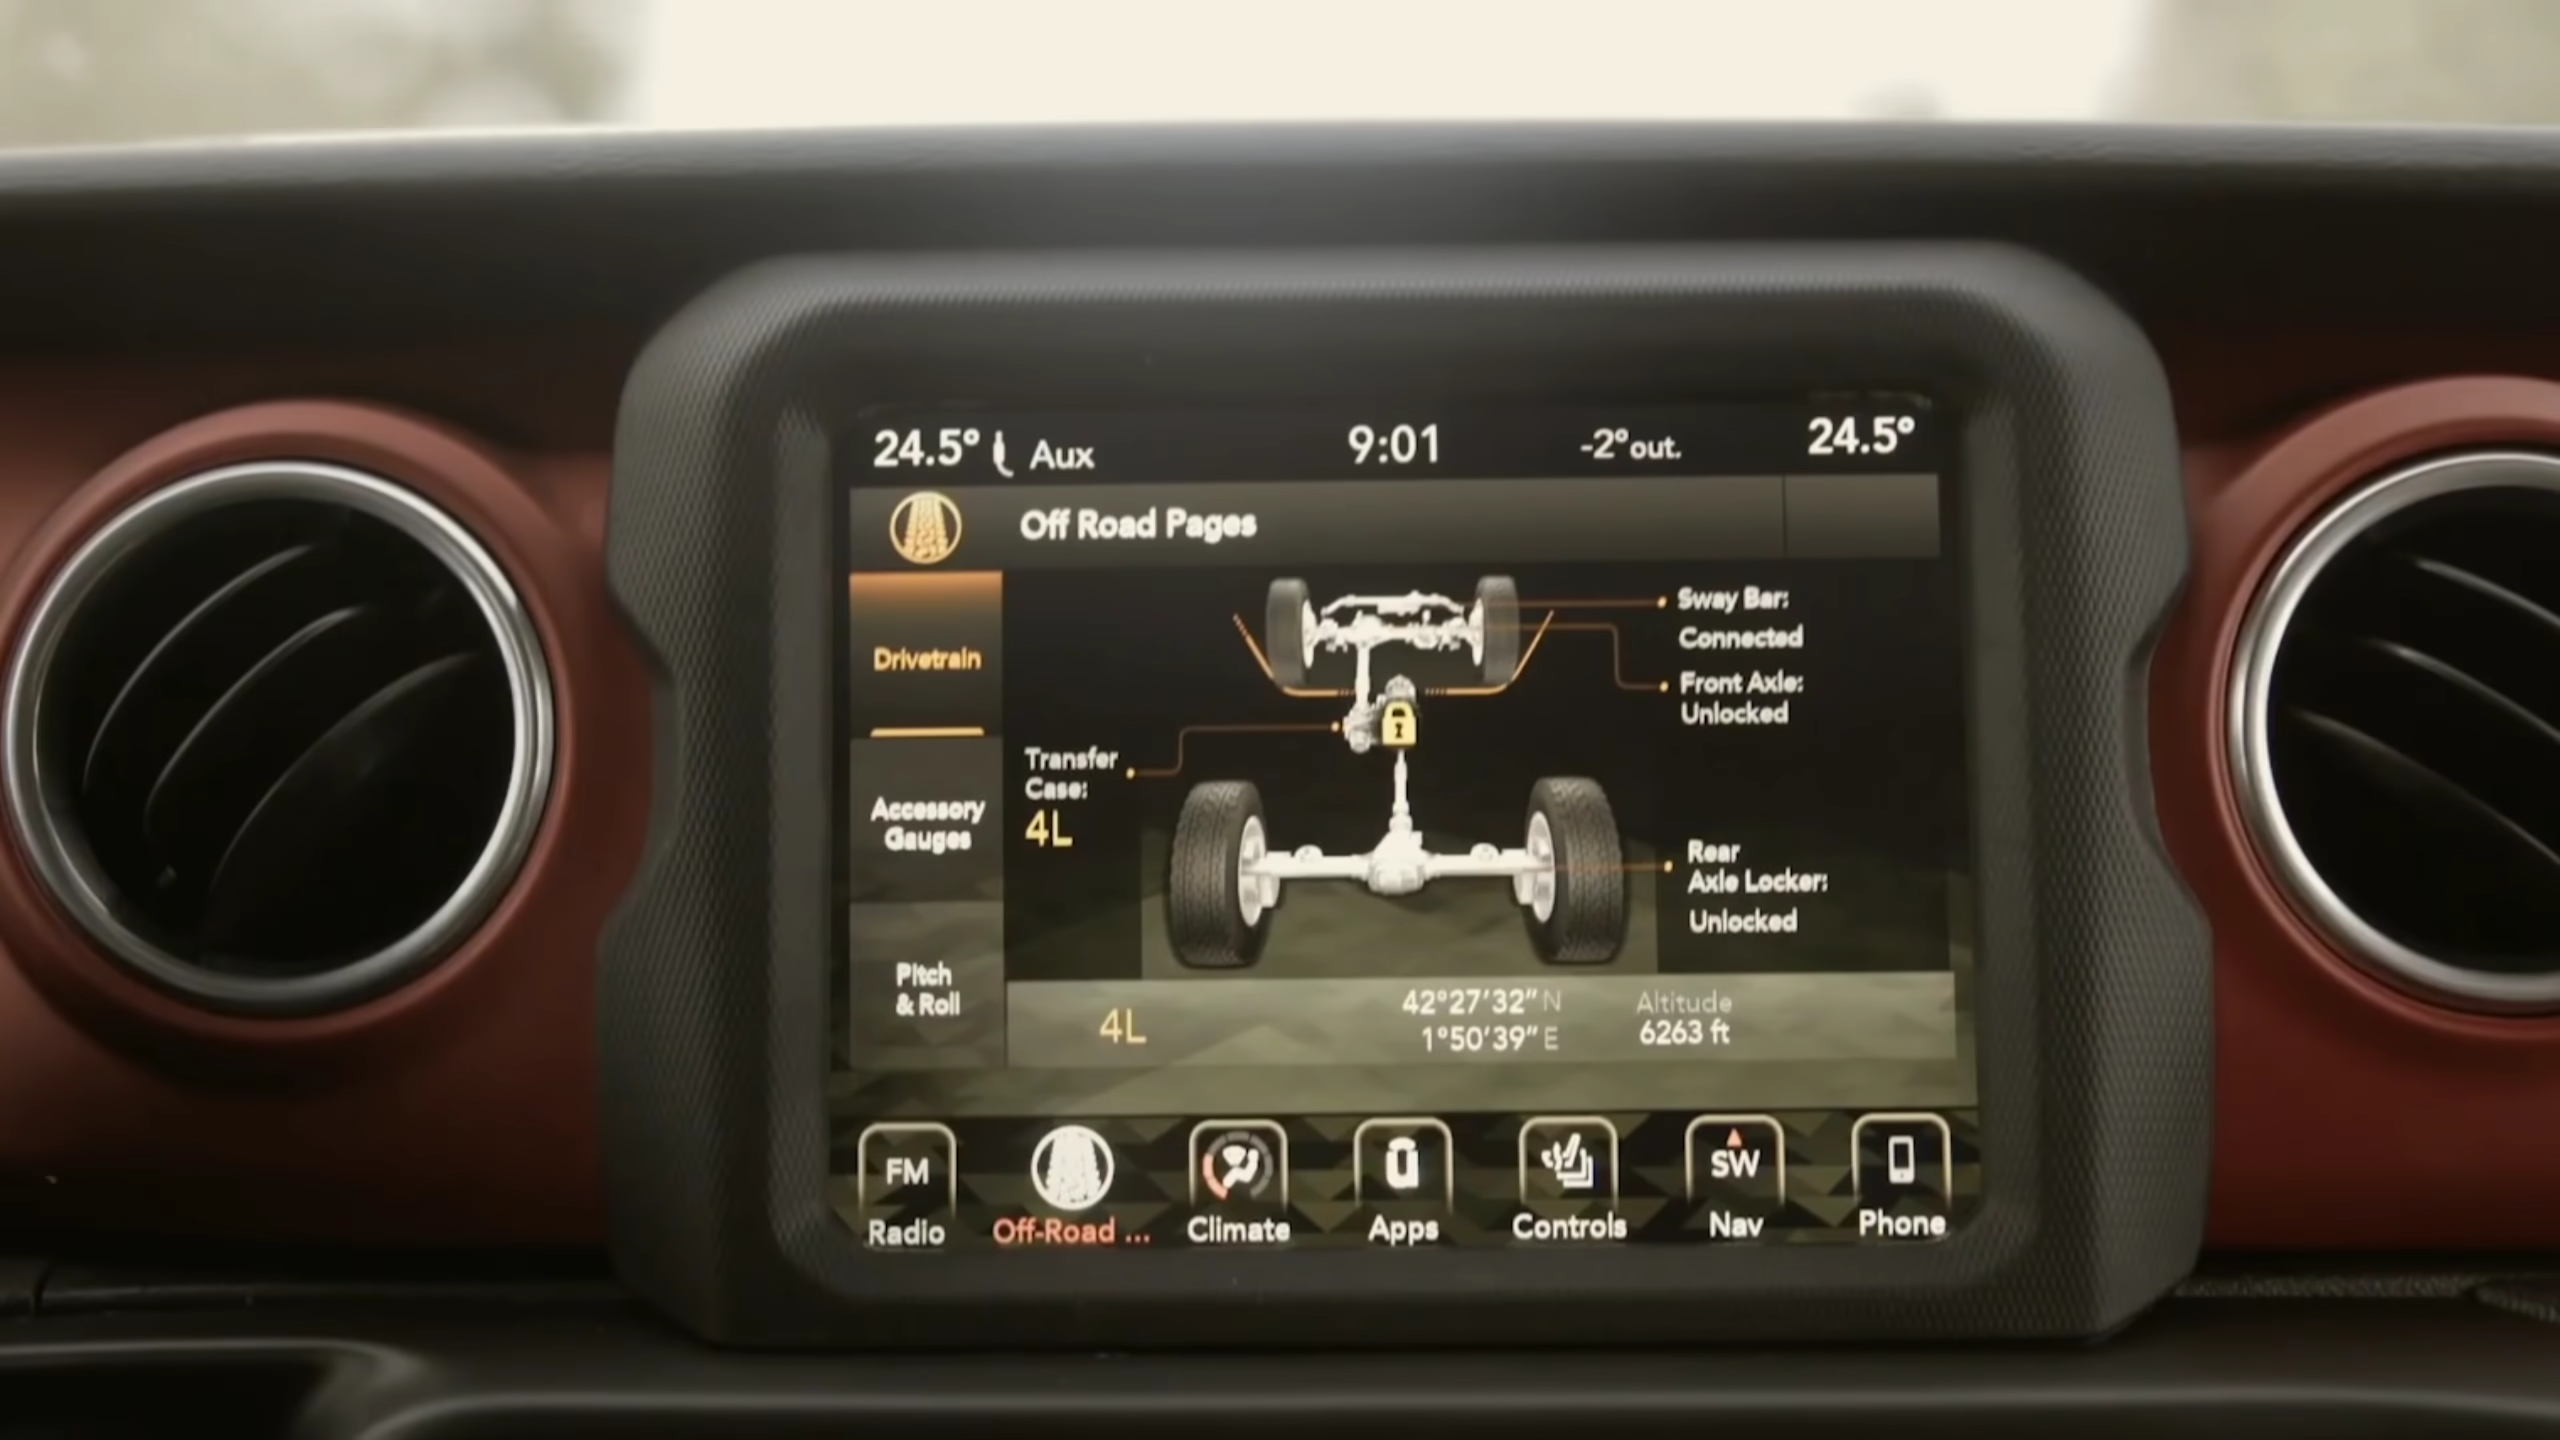 24.5° Aux 9:01 -2°out. 24.5°
Off Road Pages
Drivetrain
Accessory
Gauges
Pitch
& Roll
Transfer
Case:
4L
Sway Bar:
Connected
Front Axle:
Unlocked
Rear
Axle Locker:
Unlocked
4L
42°27'32" N
1°50'39" E
Altitude
6263 ft
FM
Radio
Off-Road ...
Climate
Apps
Controls
SW
Nav
Phone